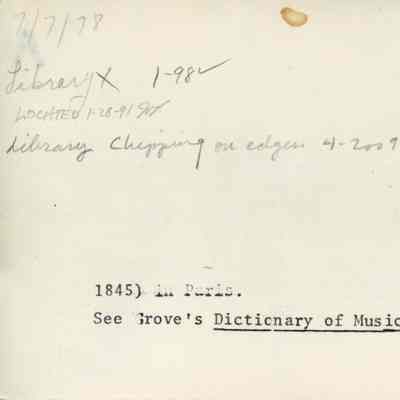 7/7/78
Library X 1-98✓
LOCATED 1-28-91
Library Chipping on edges 4-2009
1845) in Paris.
See Grove's Dictionary of Music